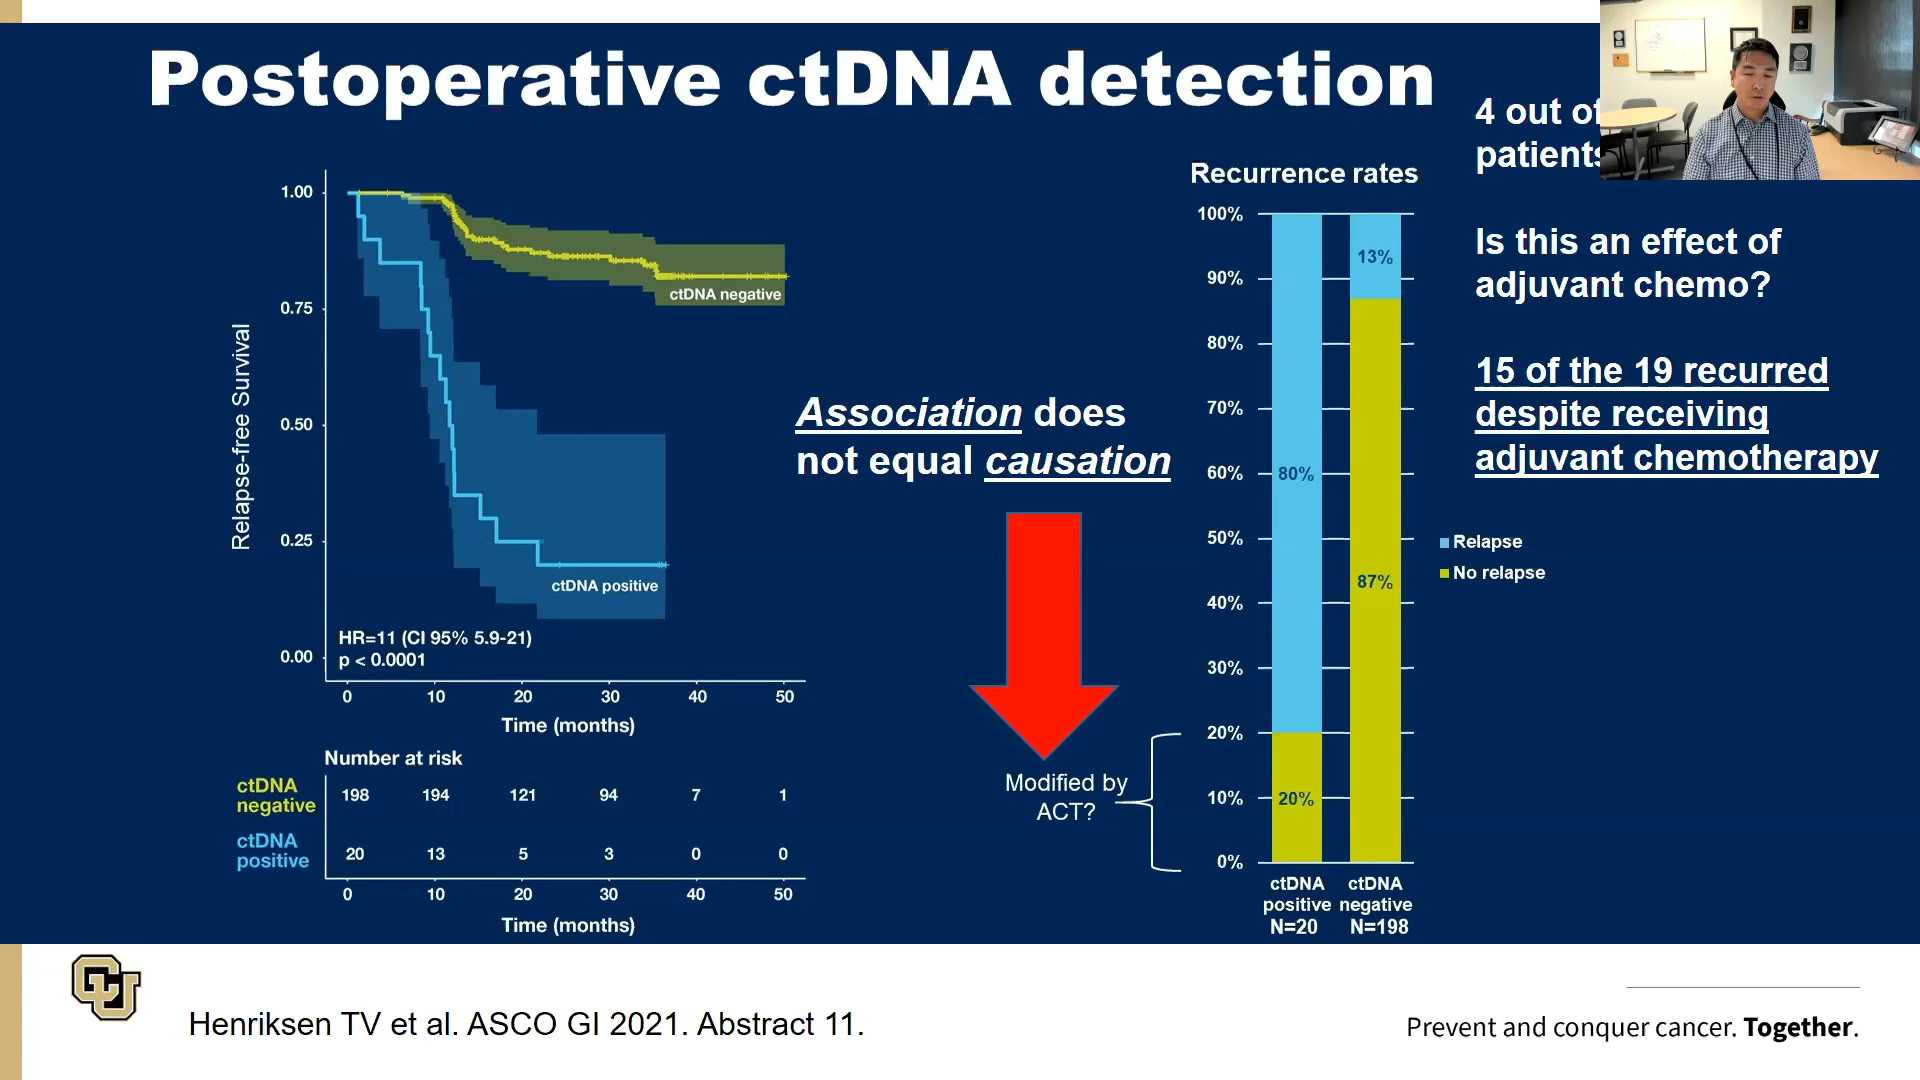 Postoperative ctDNA detection
4 out of
patients
Is this an effect of
adjuvant chemo?
15 of the 19 recurred
despite receiving
adjuvant chemotherapy
Relapse-free Survival
1.00
0.75
0.50
0.25
0.00
ctDNA negative
ctDNA positive
HR=11 (CI 95% 5.9-21)
p < 0.0001
0 10 20 30 40 50
Time (months)
Number at risk
ctDNA
negative
198 194 121 94 7 1
ctDNA
positive
20 13 5 3 0 0
0 10 20 30 40 50
Time (months)
Association does
not equal causation
Modified by
ACT?
Recurrence rates
100%
90%
80%
70%
60%
50%
40%
30%
20%
10%
0%
13%
80%
87%
20%
ctDNA
positive
N=20
ctDNA
negative
N=198
Relapse
No relapse
CU
Henriksen TV et al. ASCO GI 2021. Abstract 11.
Prevent and conquer cancer. Together.